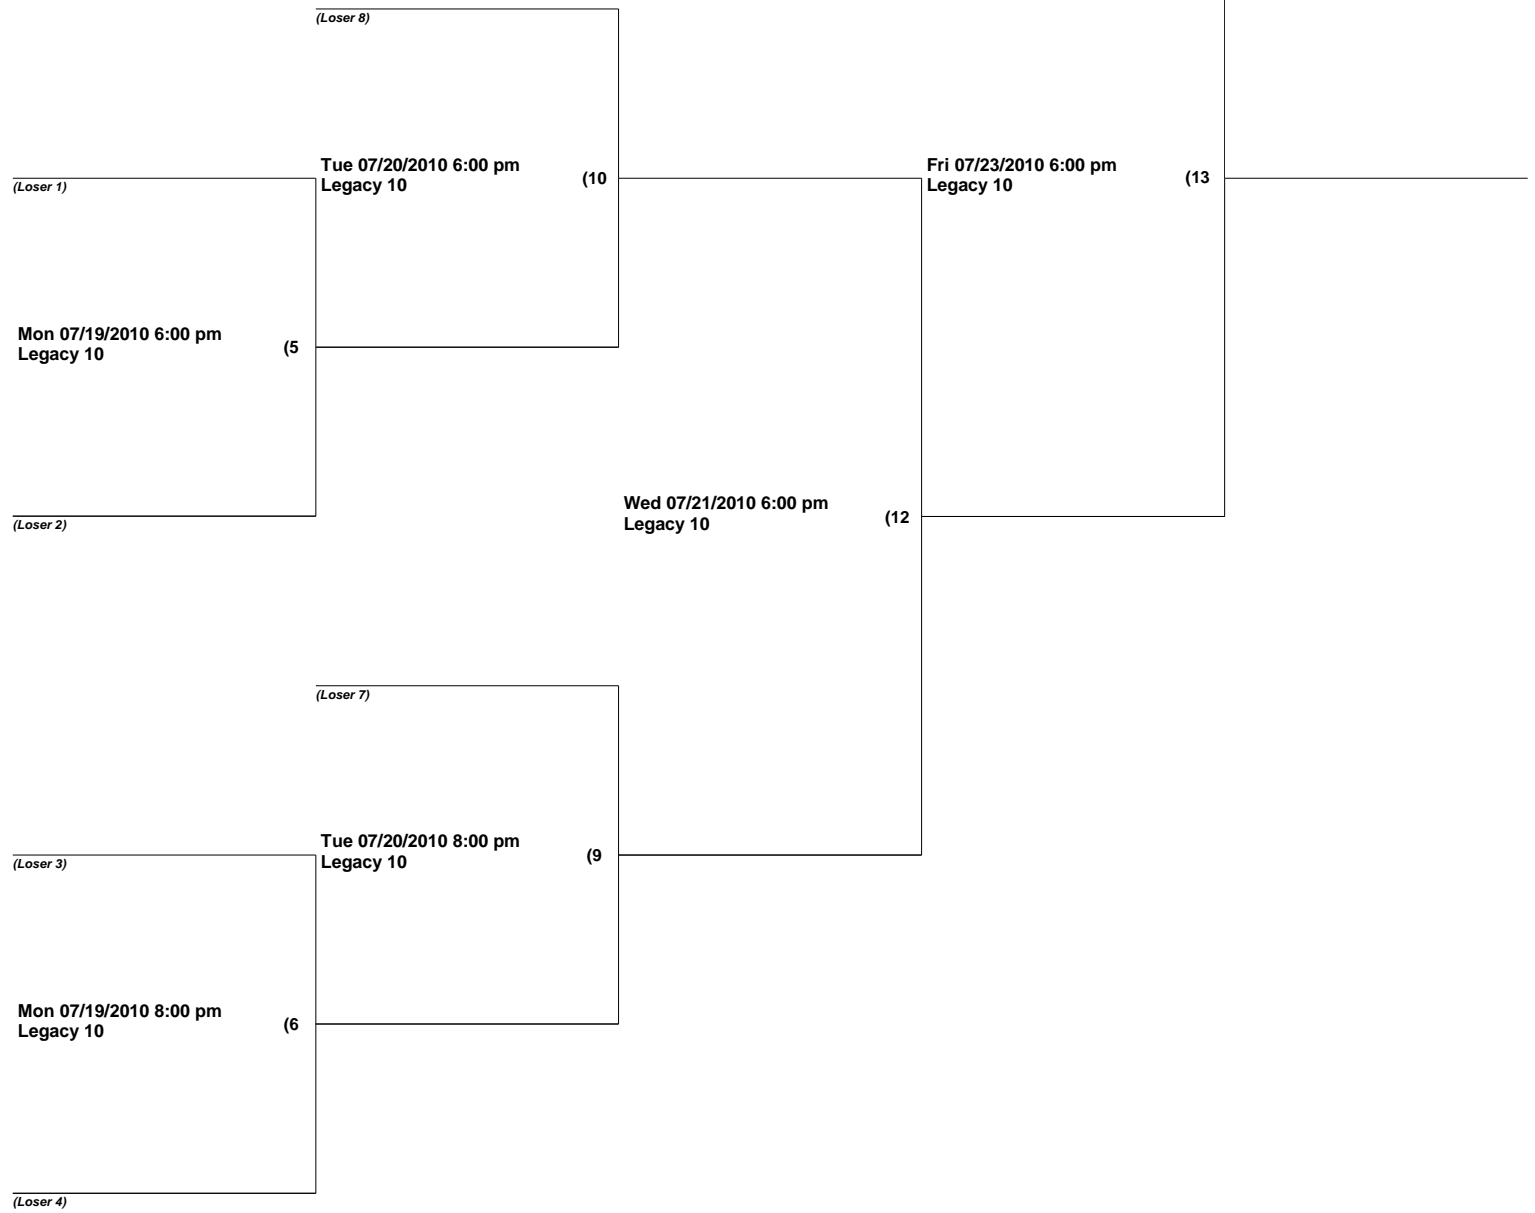 (Loser 8)
Tue 07/20/2010 6:00 pm
Legacy 10
(10
Fri 07/23/2010 6:00 pm
Legacy 10
(13
(Loser 1)
Mon 07/19/2010 6:00 pm
Legacy 10
(5
(Loser 2)
Wed 07/21/2010 6:00 pm
Legacy 10
(12
(Loser 7)
Tue 07/20/2010 8:00 pm
Legacy 10
(9
(Loser 3)
Mon 07/19/2010 8:00 pm
Legacy 10
(6
(Loser 4)